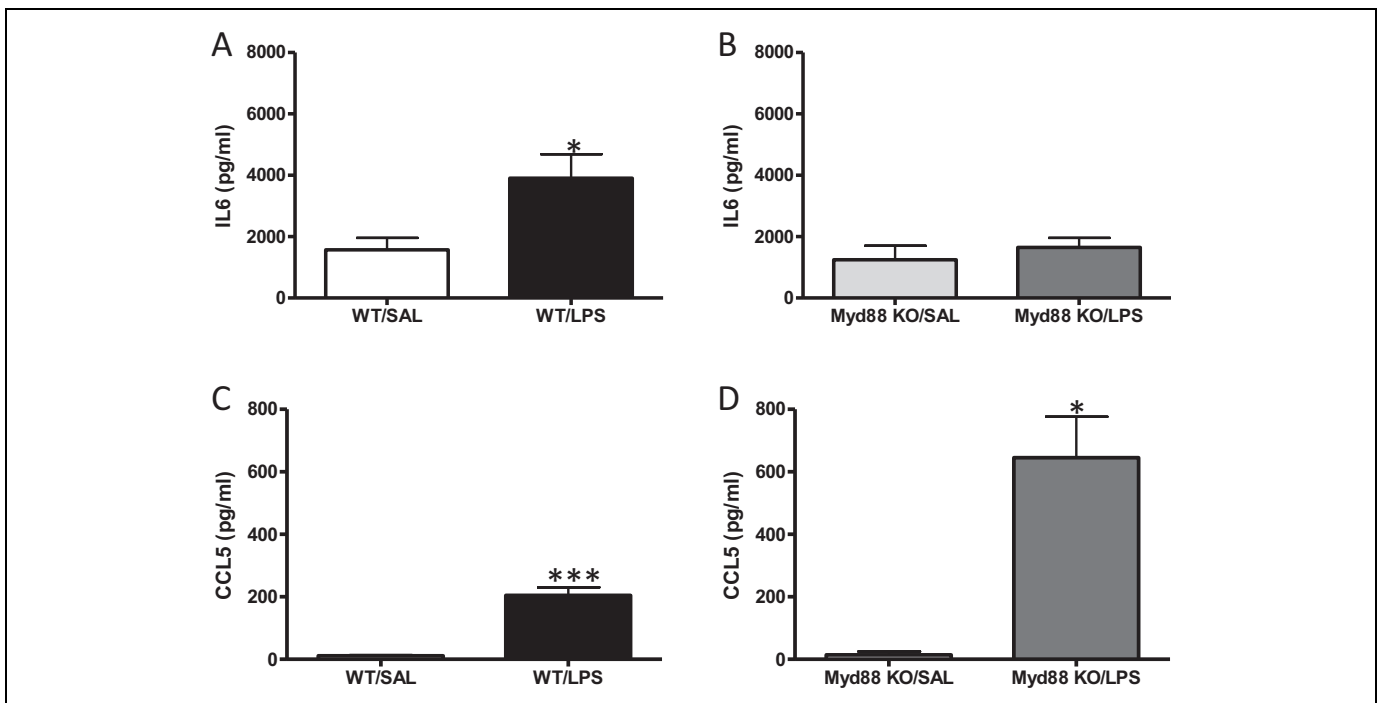 A
8000
6000
4000
2000
0
IL6 (pg/ml)
*
WT/SAL WT/LPS
B
8000
6000
4000
2000
0
IL6 (pg/ml)
Myd88 KO/SAL Myd88 KO/LPS
C
800
600
400
200
0
CCL5 (pg/ml)
***
WT/SAL WT/LPS
D
800
600
400
200
0
CCL5 (pg/ml)
*
Myd88 KO/SAL Myd88 KO/LPS